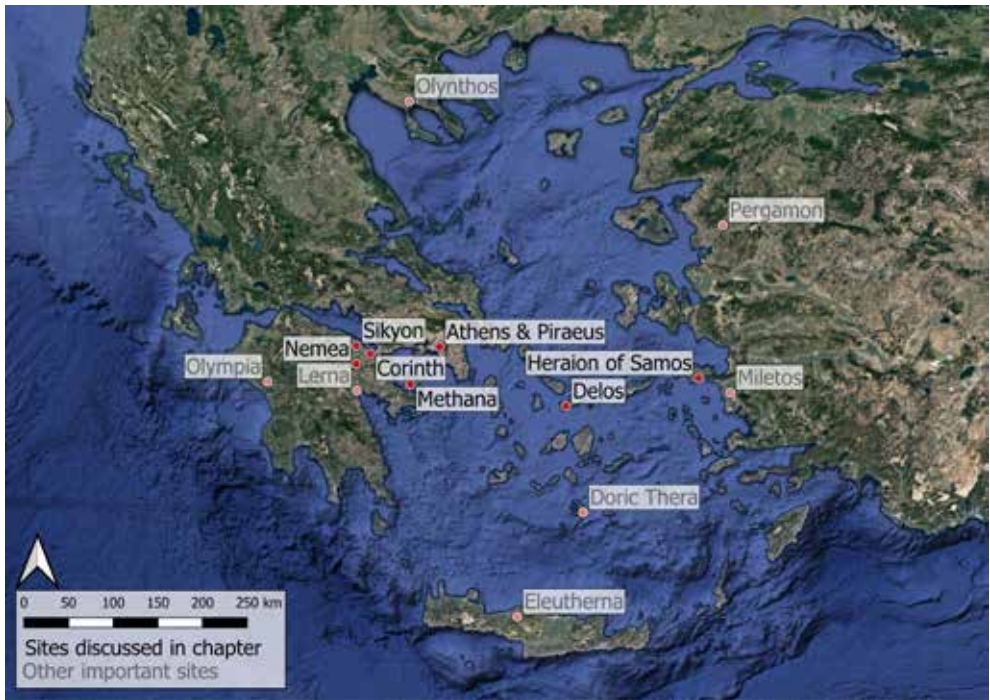 Olynthos
Pergamon
Sikyon
Athens & Piraeus
Nemea
Heraion of Samos
Olympia
Corinth
Lerna
Miletos
Delos
Methana
Doric Thera
Eleutherna
0 50 100 150 200 250 km
Sites discussed in chapter
Other important sites